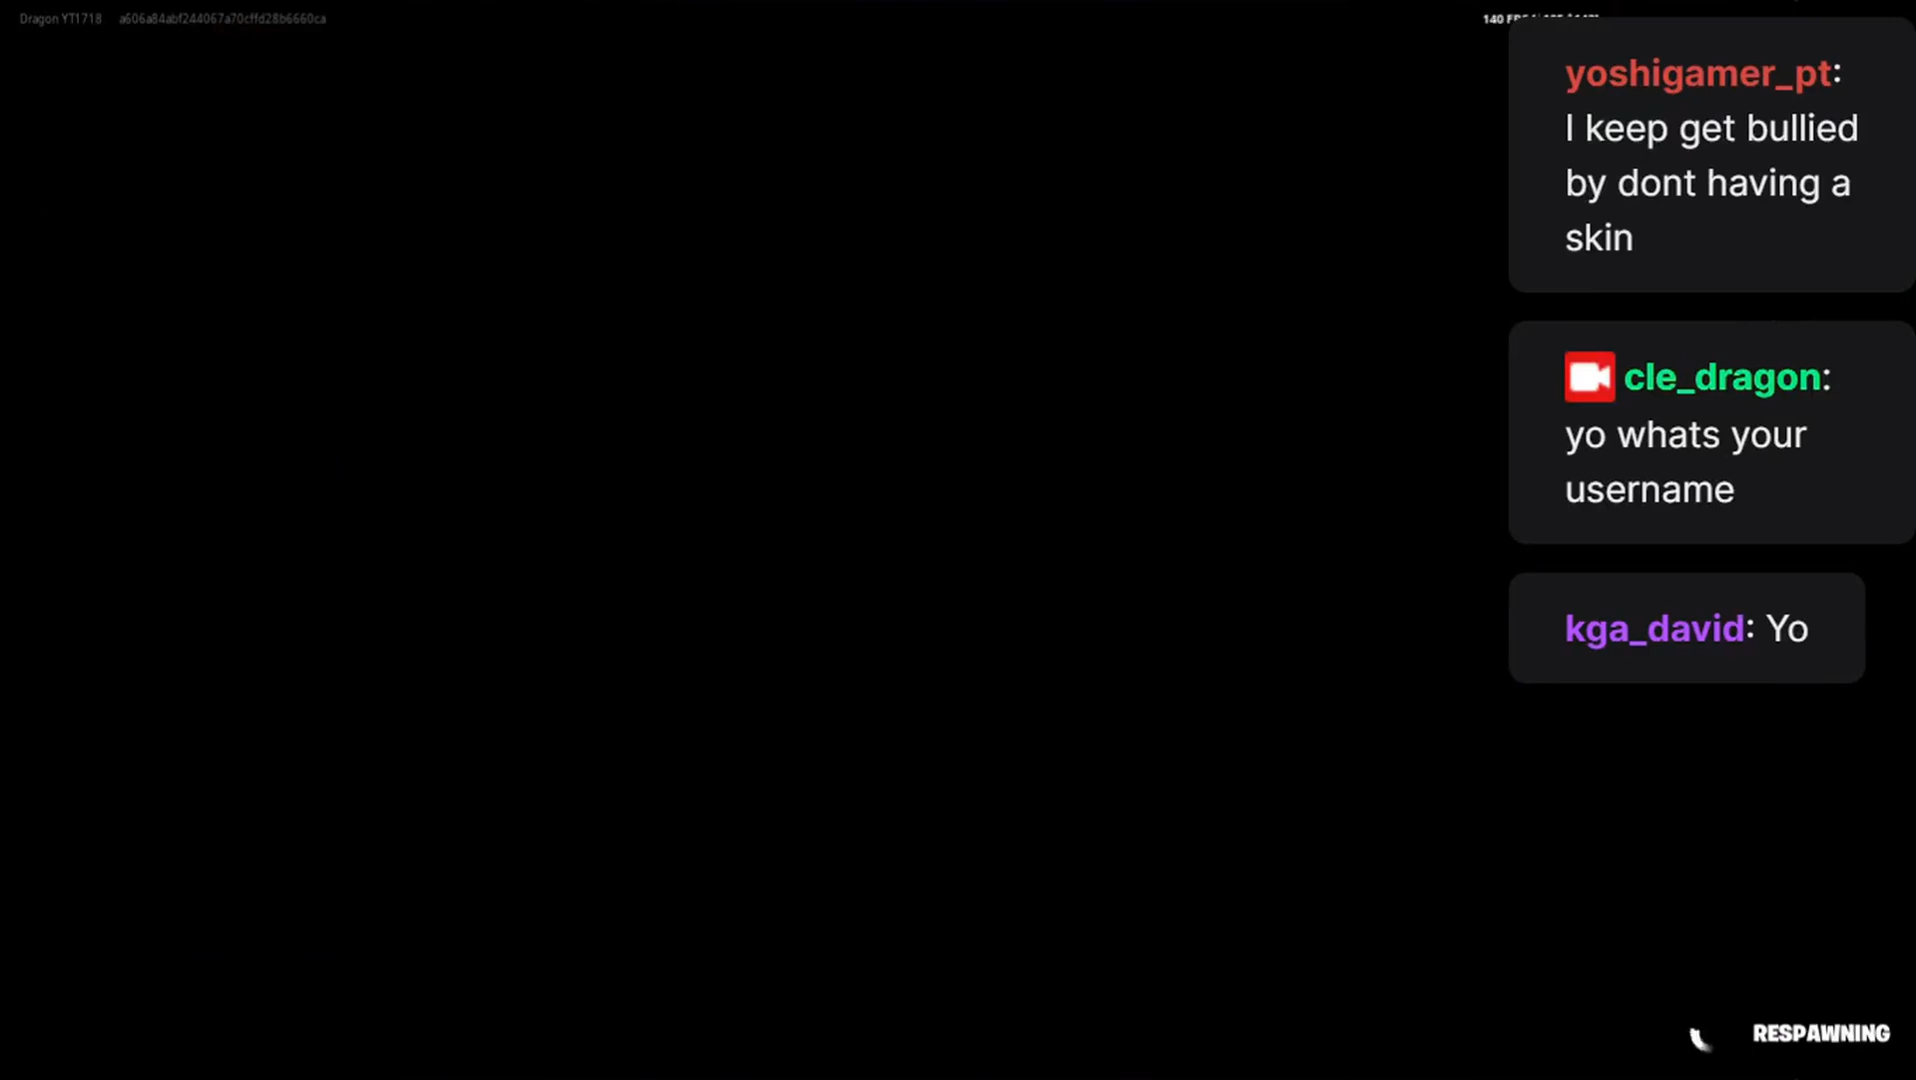 Dragon YT1718 a606a84abf244067a70cffd28b6660ca
140
yoshigamer_pt:
I keep get bullied
by dont having a
skin
cle_dragon:
yo whats your
username
kga_david: Yo
RESPAWNING